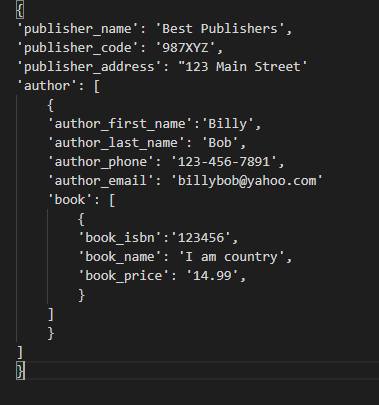 {
'publisher_name': 'Best Publishers',
'publisher_code': '987XYZ',
'publisher_address': "123 Main Street'
'author': [
{
'author_first_name':'Billy',
'author_last_name': 'Bob',
'author_phone': '123-456-7891',
'author_email': 'billybob@yahoo.com'
'book': [
{
'book_isbn':'123456',
'book_name': 'I am country',
'book_price': '14.99',
}
]
}
]
}